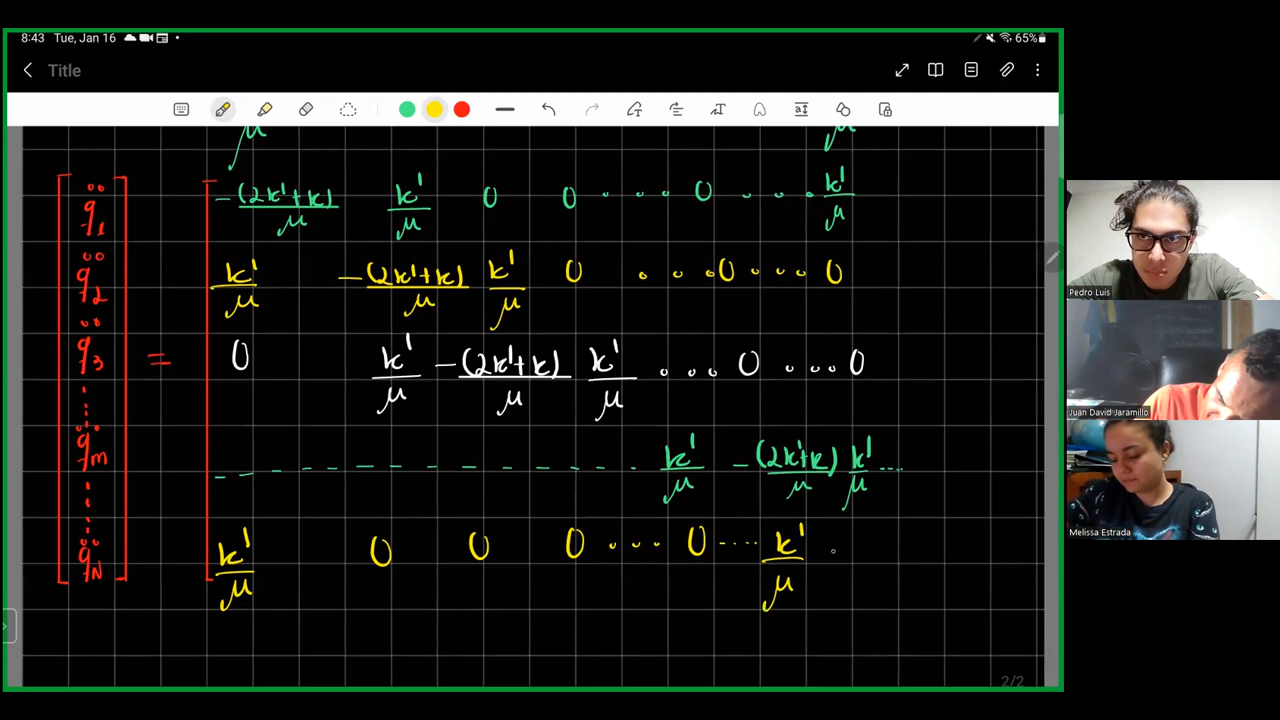 8:43 Tue, Jan 16 65%
Title
μ μ
q̈1 -(2k'+k)/μ k'/μ 0 0 ... 0 ... k'/μ
q̈2 k'/μ -(2k'+k)/μ k'/μ 0 ... 0 ... 0
q̈3 = 0 k'/μ -(2k'+k)/μ k'/μ ... 0 ... 0
q̈m k'/μ -(2k'+k)/μ k'/μ ...
q̈N k'/μ 0 0 0 ... 0 ... k'/μ
2/2
Pedro Luis
Juan David Jaramillo
Melissa Estrada